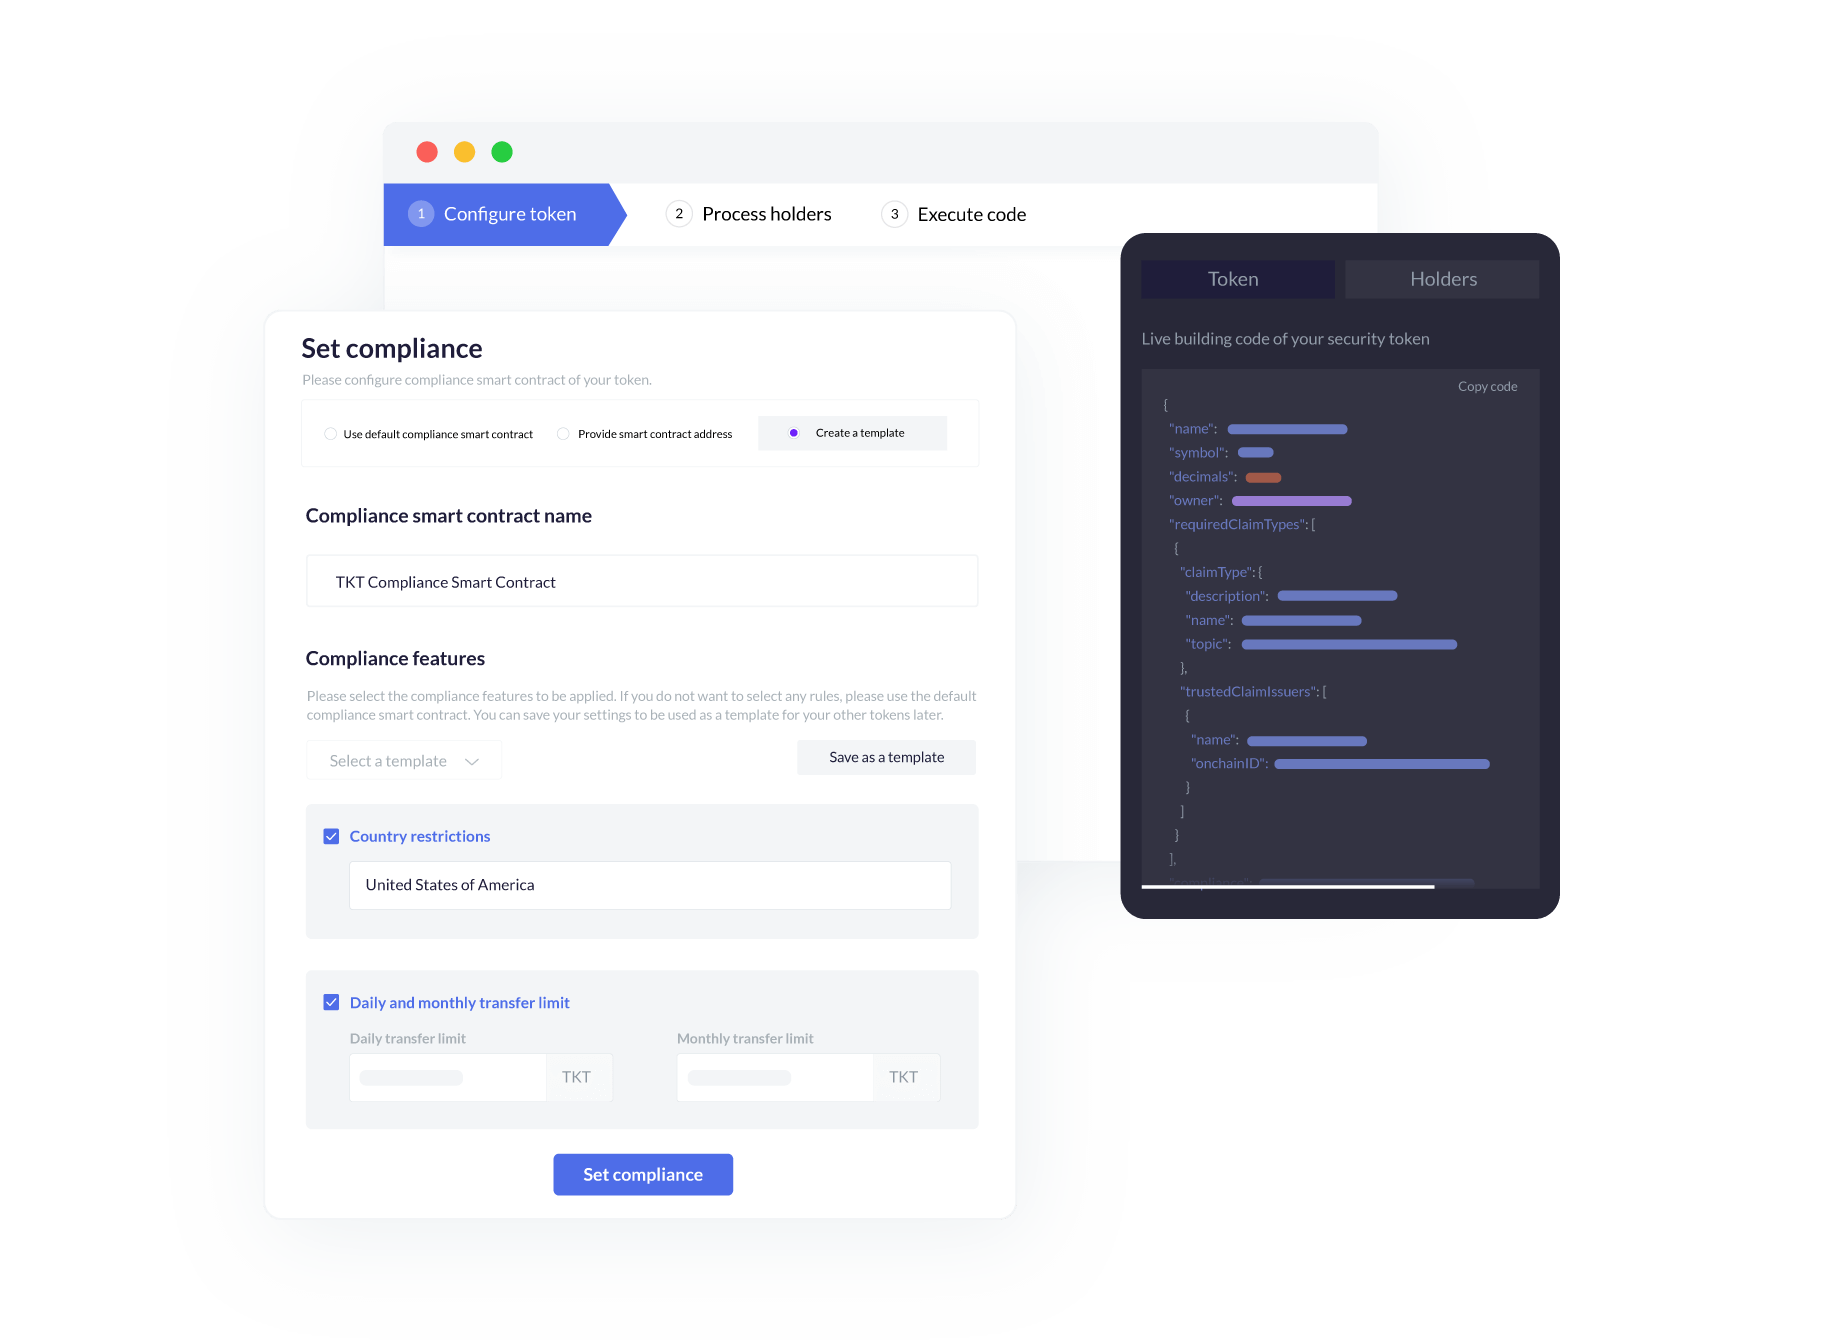 1 Configure token
2 Process holders
3 Execute code
Set compliance
Please configure compliance smart contract of your token.
Use default compliance smart contract
Provide smart contract address
Create a template
Compliance smart contract name
TKT Compliance Smart Contract
Compliance features
Please select the compliance features to be applied. If you do not want to select any rules, please use the default
compliance smart contract. You can save your settings to be used as a template for your other tokens later.
Select a template
Save as a template
Country restrictions
United States of America
Daily and monthly transfer limit
Daily transfer limit
Monthly transfer limit
TKT
TKT
Set compliance
Token
Holders
Live building code of your security token
Copy code
{
"name":
"symbol":
"decimals":
"owner":
"requiredClaimTypes": [
{
"claimType": {
"description":
"name":
"topic":
},
"trustedClaimIssuers": [
{
"name":
"onchainID":
}
]
}
],